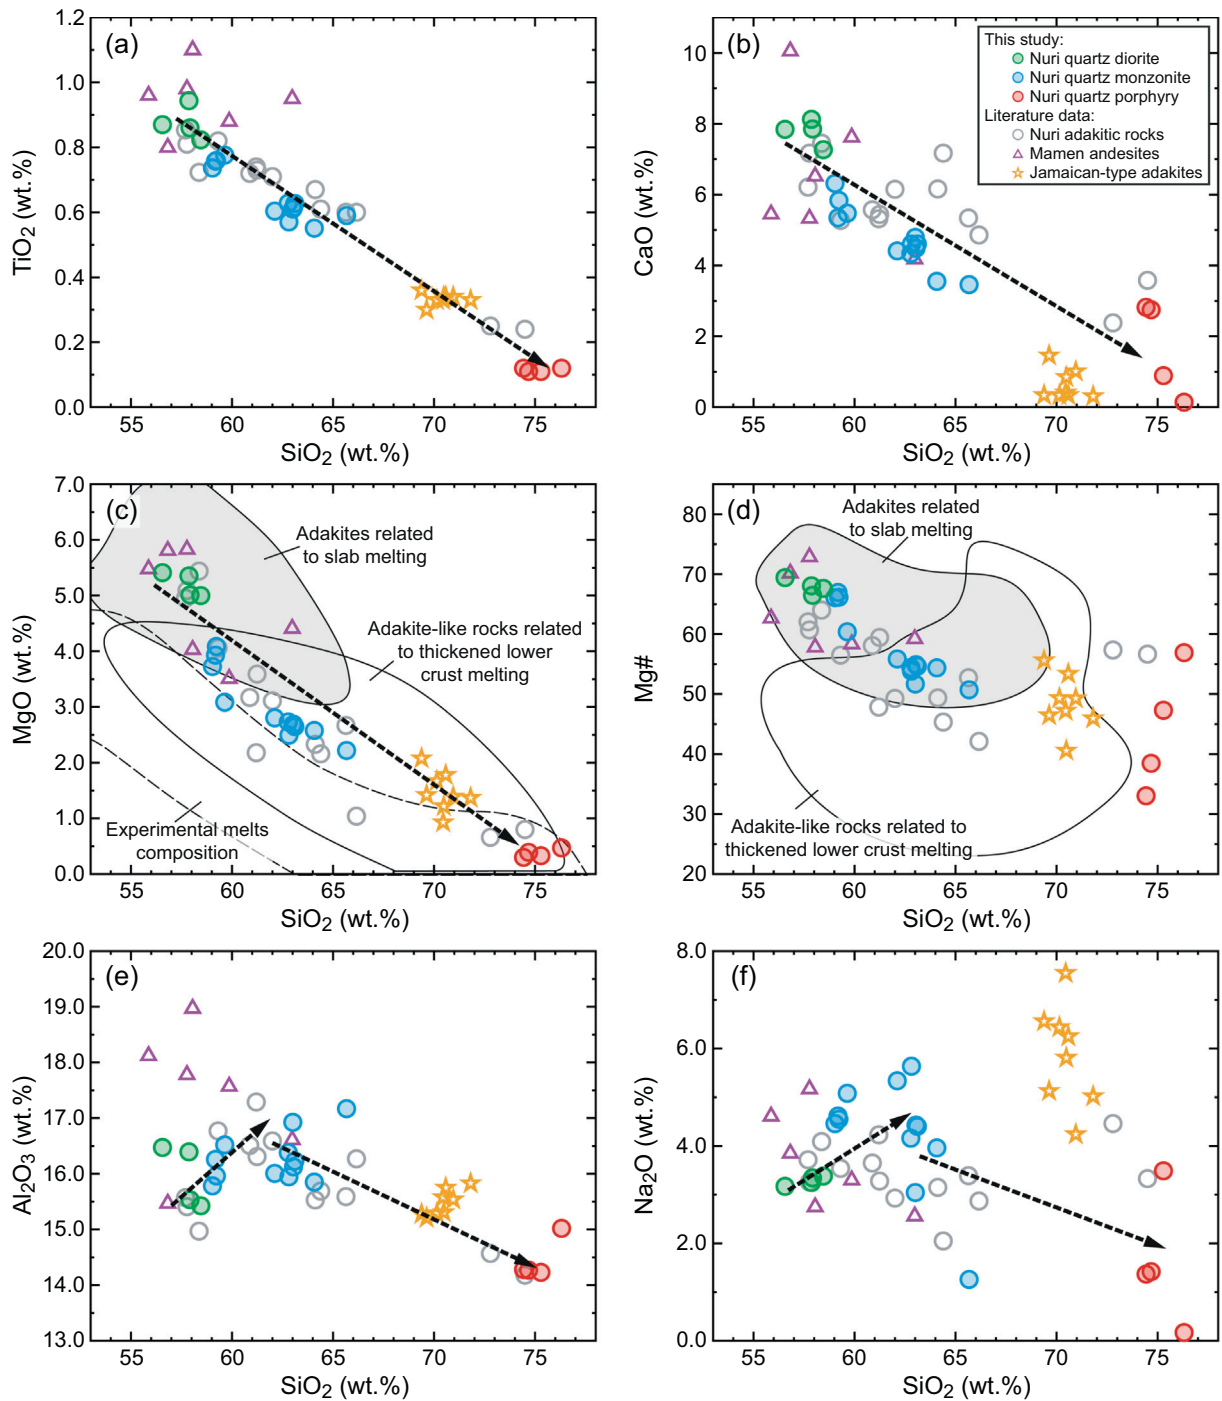 (a)
1.2
1.0
0.8
0.6
0.4
0.2
0.0
TiO2 (wt.%)
55 60 65 70 75
SiO2 (wt.%)
(b)
10
8
6
4
2
0
CaO (wt.%)
55 60 65 70 75
SiO2 (wt.%)
This study:
Nuri quartz diorite
Nuri quartz monzonite
Nuri quartz porphyry
Literature data:
Nuri adakitic rocks
Mamen andesites
Jamaican-type adakites
(c)
7.0
6.0
5.0
4.0
3.0
2.0
1.0
0.0
MgO (wt.%)
Adakites related
to slab melting
Adakite-like rocks related
to thickened lower
crust melting
Experimental melts
composition
55 60 65 70 75
SiO2 (wt.%)
(d)
80
70
60
50
40
30
20
Mg#
Adakites related
to slab melting
Adakite-like rocks related to
thickened lower crust melting
55 60 65 70 75
SiO2 (wt.%)
(e)
20.0
19.0
18.0
17.0
16.0
15.0
14.0
13.0
Al2O3 (wt.%)
55 60 65 70 75
SiO2 (wt.%)
(f)
8.0
6.0
4.0
2.0
0.0
Na2O (wt.%)
55 60 65 70 75
SiO2 (wt.%)